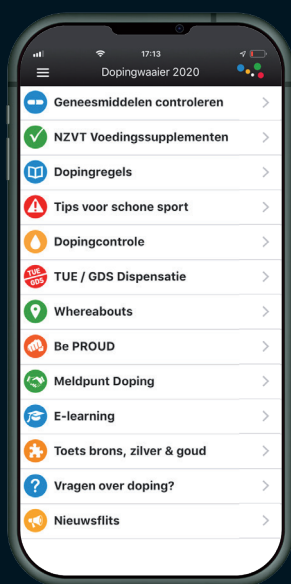 17:13
Dopingwaaier 2020
Geneesmiddelen controleren
NZVT Voedingssupplementen
Dopingregels
Tips voor schone sport
Dopingcontrole
TUE GDS
TUE / GDS Dispensatie
Whereabouts
Be PROUD
Meldpunt Doping
E-learning
Toets brons, zilver & goud
? Vragen over doping?
Nieuwsflits